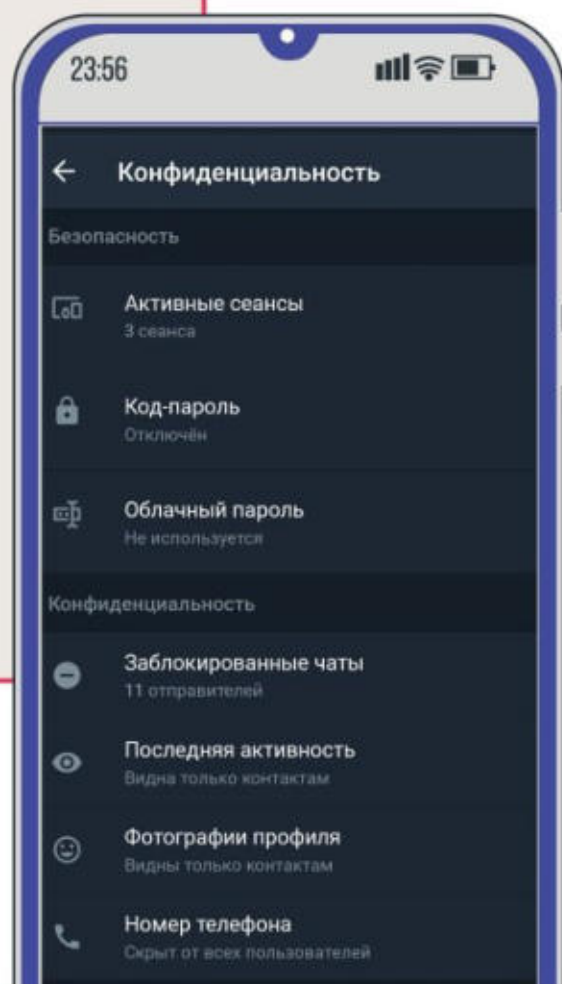 23:56
Конфиденциальность
Безопасность
Активные сеансы
3 сеанса
Код-пароль
Отключён
Облачный пароль
Не используется
Конфиденциальность
Заблокированные чаты
11 отправителей
Последняя активность
Видна только контактам
Фотографии профиля
Видны только контактам
Номер телефона
Скрыт от всех пользователей